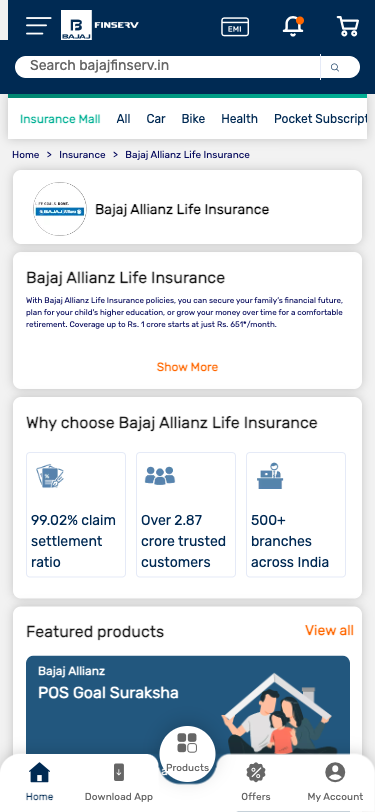 BAJAJ FINSERV
EMI
Search bajajfinserv.in
Insurance Mall All Car Bike Health Pocket Subscript
Home > Insurance > Bajaj Allianz Life Insurance
BAJAJ
Bajaj Allianz Life Insurance
Bajaj Allianz Life Insurance
With Bajaj Allianz Life Insurance policies, you can secure your family's financial future,
plan for your child's higher education, or grow your money over time for a comfortable
retirement. Coverage up to Rs. 1 crore starts at just Rs. 651*/month.
Show More
Why choose Bajaj Allianz Life Insurance
99.02% claim
settlement
ratio
Over 2.87
crore trusted
customers
500+
branches
across India
Featured products
View all
Bajaj Allianz
POS Goal Suraksha
Home
Download App
Products
Offers
My Account